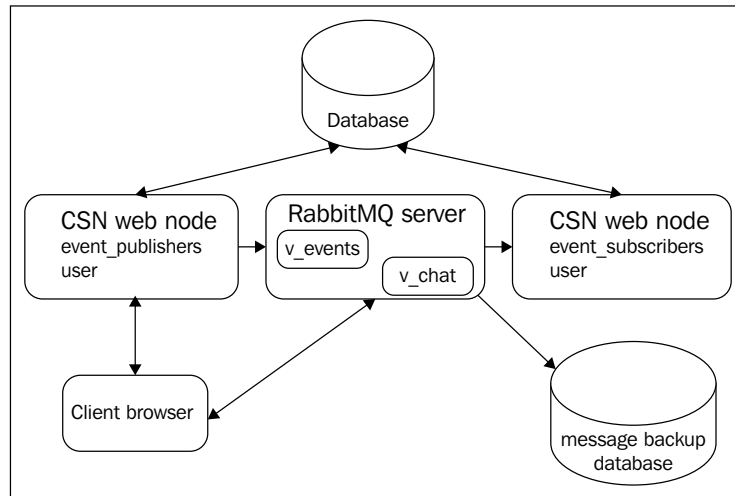 Database
CSN web node
event_publishers
user
RabbitMQ server
v_events
v_chat
CSN web node
event_subscribers
user
Client browser
message backup
database